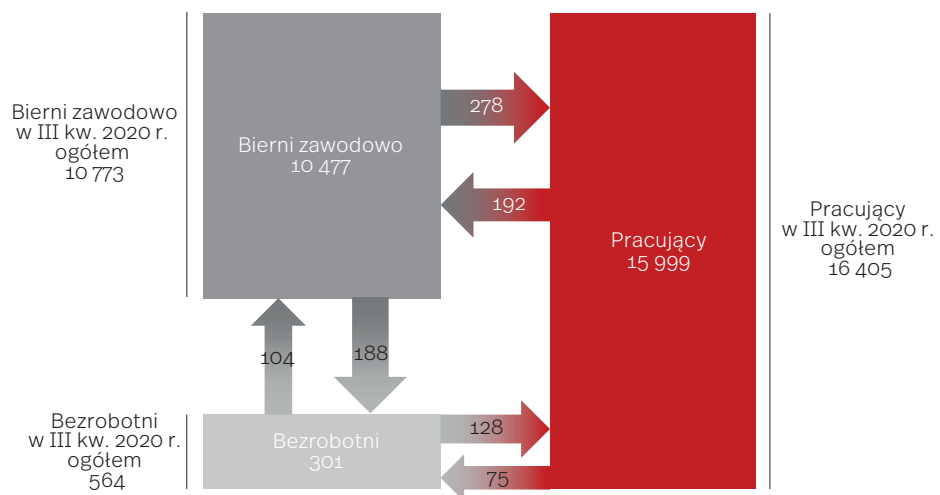 Bierni zawodowo
w III kw. 2020 r.
ogółem
10 773
Bierni zawodowo
10 477
278
192
Pracujący
15 999
Pracujący
w III kw. 2020 r.
ogółem
16 405
104
188
Bezrobotni
w III kw. 2020 r.
ogółem
564
Bezrobotni
301
128
75